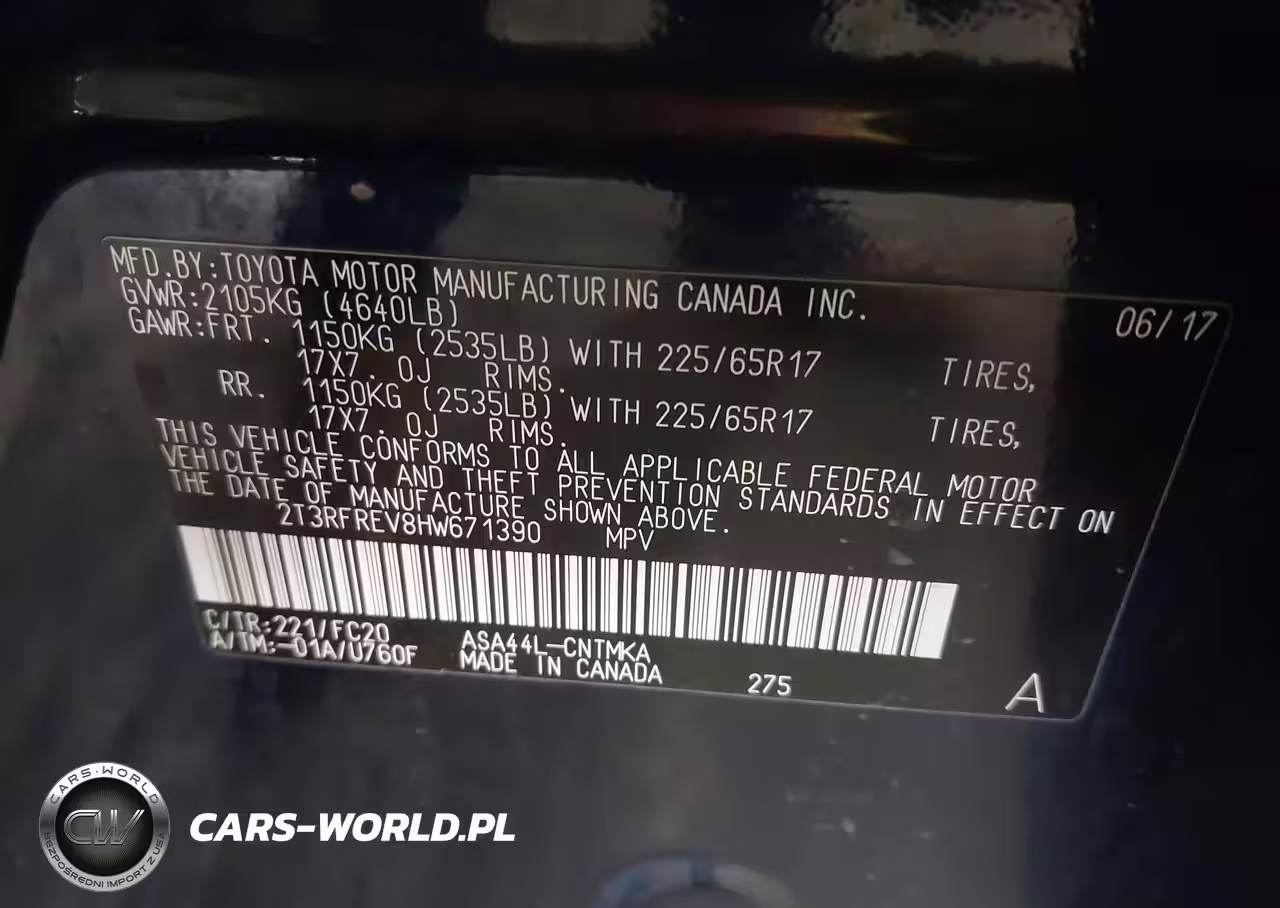 MFD.BY:TOYOTA MOTOR MANUFACTURING CANADA INC. 06/17
GVWR:2105KG (4640LB)
GAWR:FRT. 1150KG (2535LB) WITH 225/65R17 TIRES,
17X7. 0J RIMS.
RR. 1150KG (2535LB) WITH 225/65R17 TIRES,
17X7. 0J RIMS.
THIS VEHICLE CONFORMS TO ALL APPLICABLE FEDERAL MOTOR
VEHICLE SAFETY AND THEFT PREVENTION STANDARDS IN EFFECT ON
THE DATE OF MANUFACTURE SHOWN ABOVE.
2T3RFREV8HW671390 MPV
C/TR:221/FC20 ASA44L-CNTMKA
A/TM:-01A/U760F MADE IN CANADA 275 A
CARS-WORLD
CW
BEZPOŚREDNI IMPORT Z USA
CARS-WORLD.PL